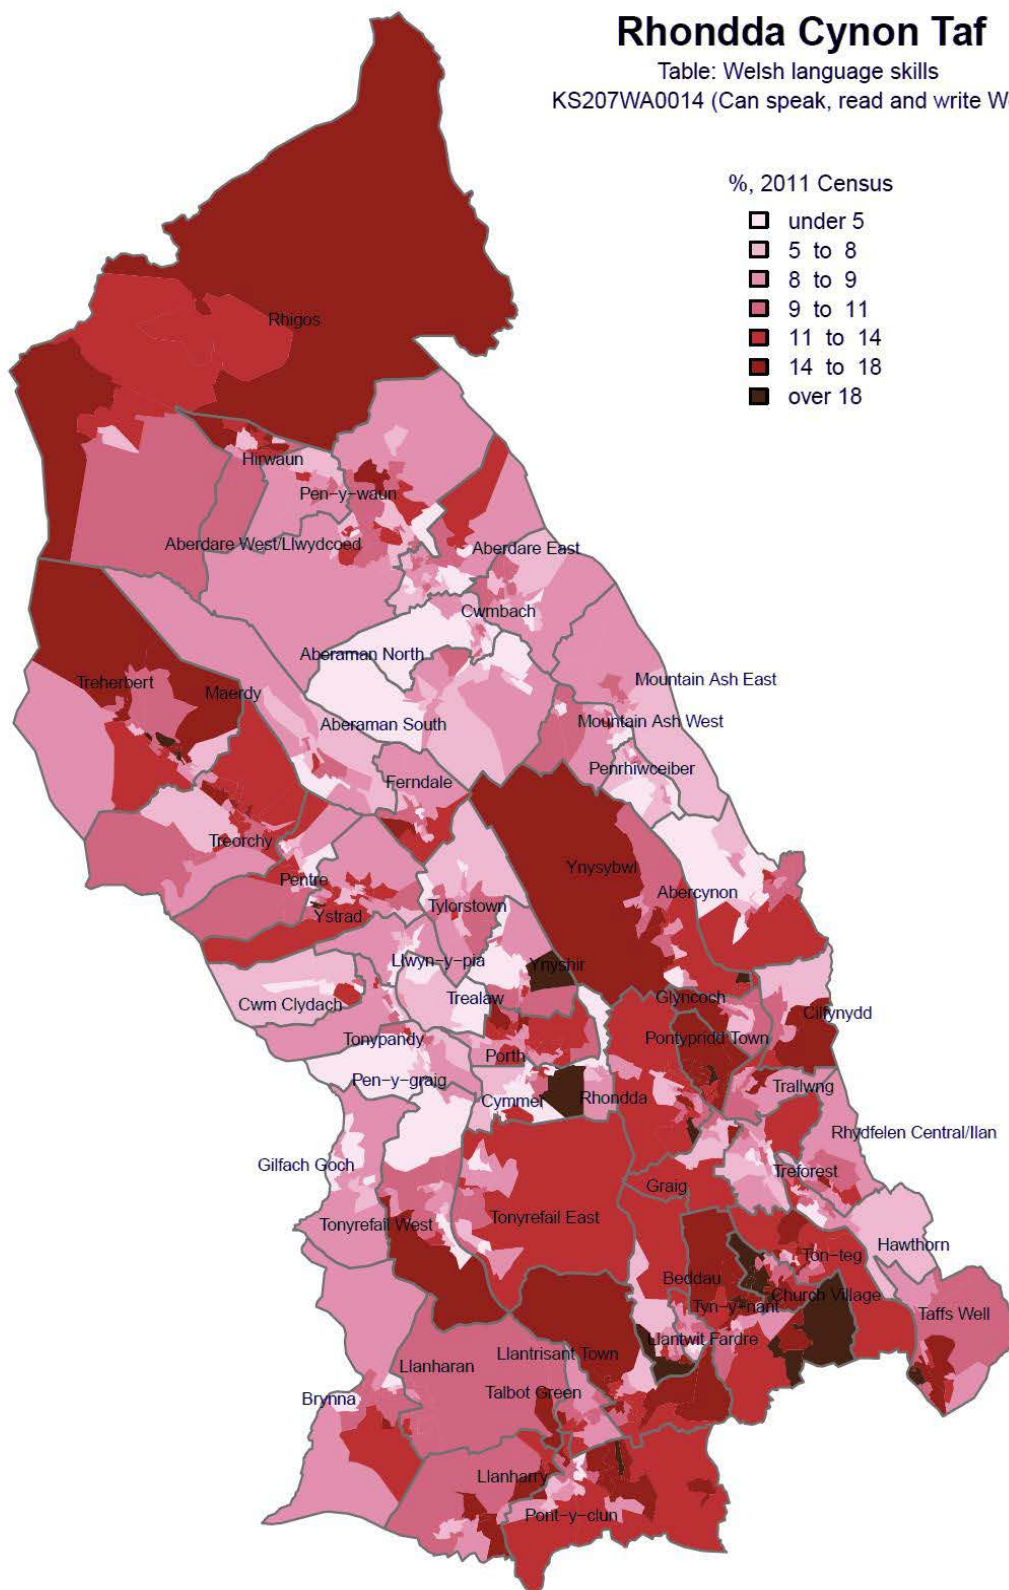 Rhondda Cynon Taf
Table: Welsh language skills
KS207WA0014 (Can speak, read and write W
%, 2011 Census
under 5
5 to 8
8 to 9
9 to 11
11 to 14
14 to 18
over 18
Rhigos
Hirwaun
Pen-y-waun
Aberdare West/Llwydcoed
Aberdare East
Cwmbach
Aberaman North
Mountain Ash East
Treherbert
Maerdy
Aberaman South
Mountain Ash West
Penrhiwceiber
Ferndale
Treorchy
Ynysybwl
Pentre
Abercynon
Ystrad
Tylorstown
Llwyn-y-pia
Ynyshir
Cwm Clydach
Trealaw
Glyncoch
Cilfynydd
Tonypandy
Porth
Pontypridd Town
Pen-y-graig
Cymmer
Rhondda
Trallwng
Rhydfelen Central/Ilan
Gilfach Goch
Treforest
Graig
Tonyrefail West
Tonyrefail East
Hawthorn
Ton-teg
Beddau
Church Village
Tyn-y-nant
Taffs Well
Llantwit Fardre
Llanharan
Llantrisant Town
Talbot Green
Brynna
Llanharry
Pont-y-clun